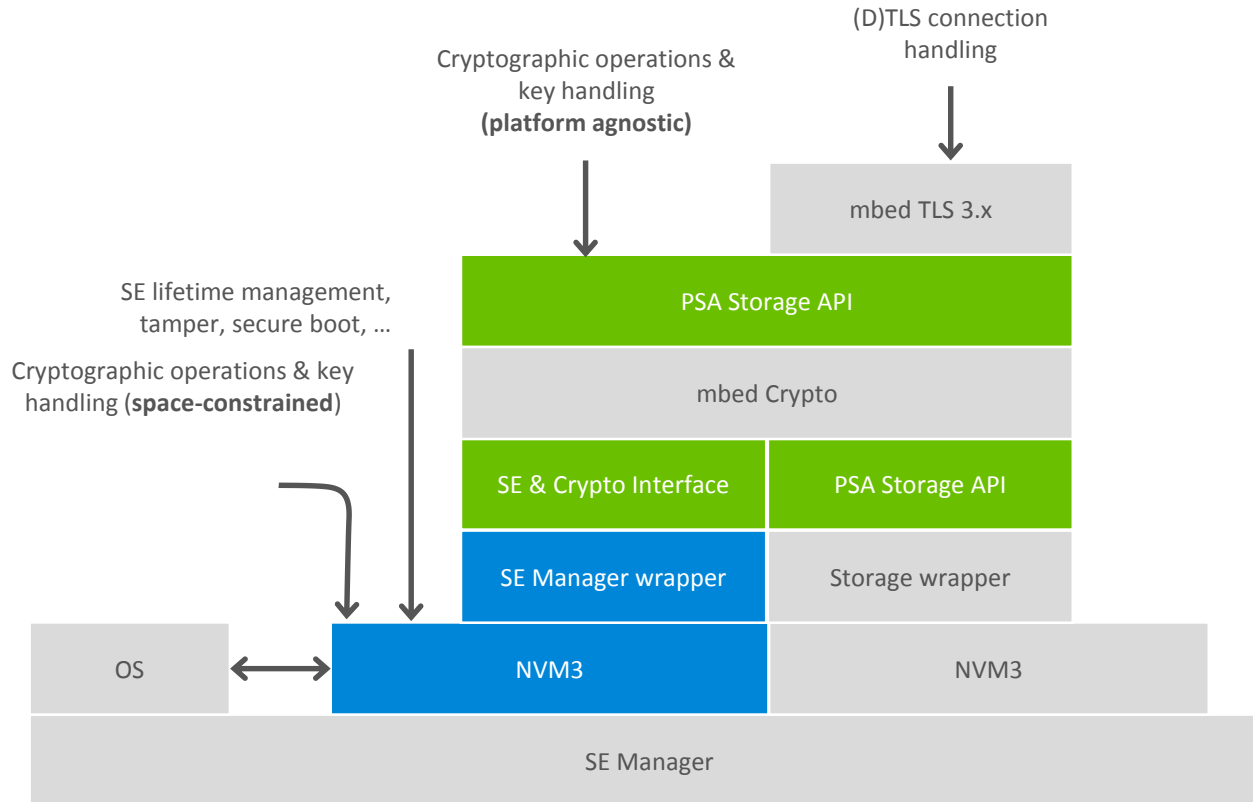 (D)TLS connection
handling
Cryptographic operations &
key handling
(platform agnostic)
mbed TLS 3.x
PSA Storage API
SE lifetime management,
tamper, secure boot, …
Cryptographic operations & key
handling (space-constrained)
mbed Crypto
SE & Crypto Interface
PSA Storage API
SE Manager wrapper
Storage wrapper
OS
NVM3
NVM3
SE Manager